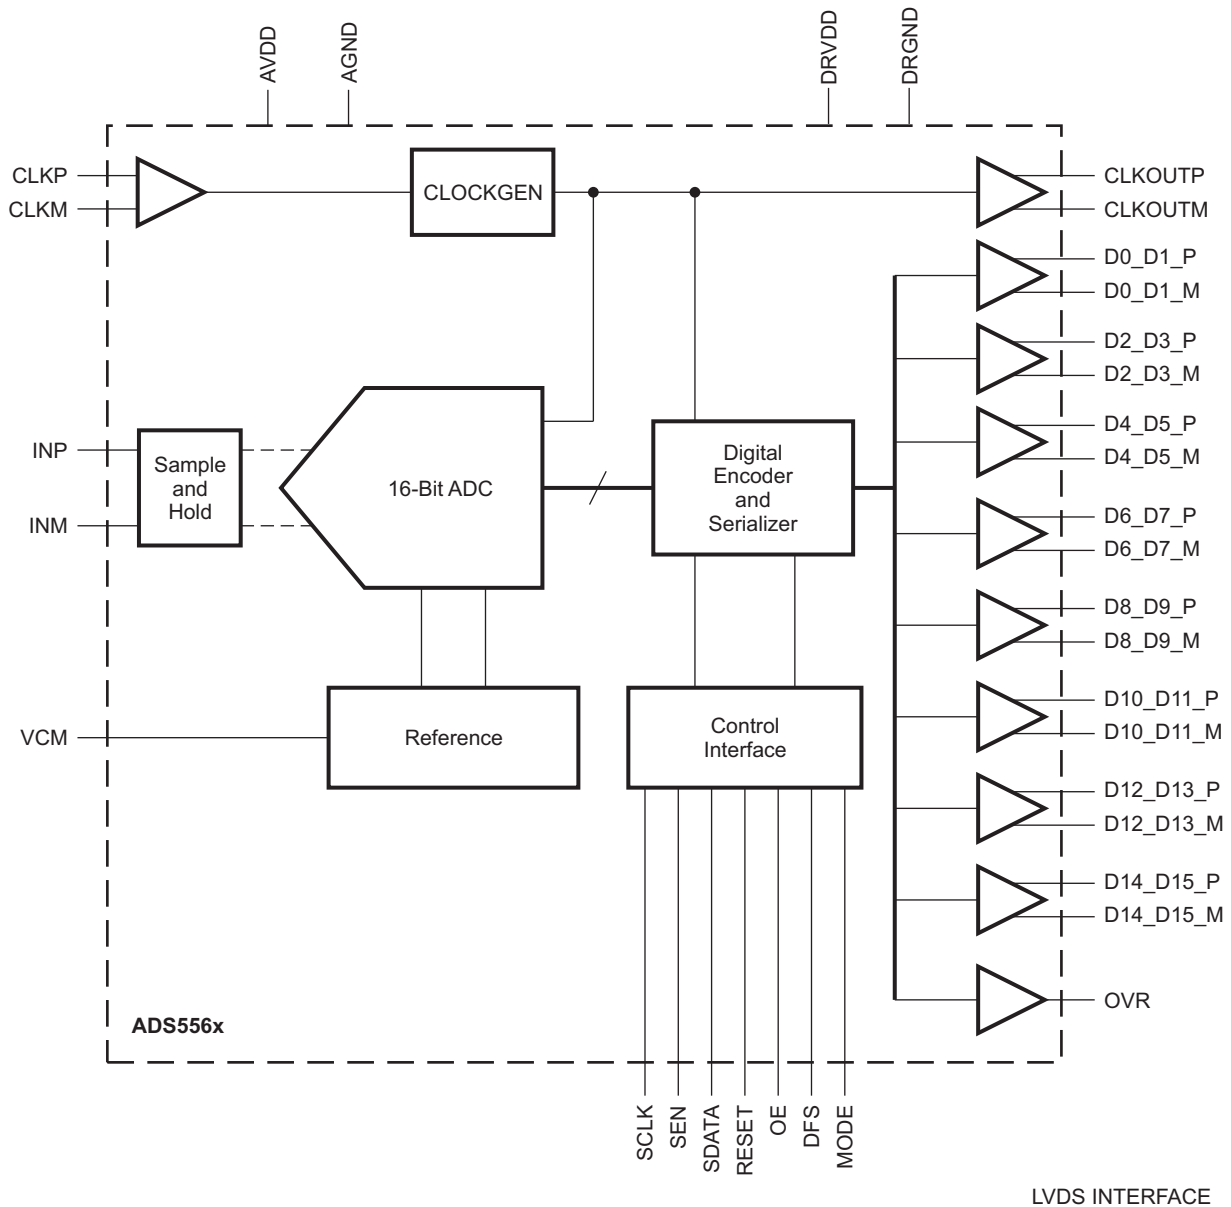 AVDD
AGND
DRVDD
DRGND
CLKP
CLKM
CLOCKGEN
CLKOUTP
CLKOUTM
D0_D1_P
D0_D1_M
D2_D3_P
D2_D3_M
D4_D5_P
D4_D5_M
INP
INM
Sample
and
Hold
16-Bit ADC
Digital
Encoder
and
Serializer
D6_D7_P
D6_D7_M
D8_D9_P
D8_D9_M
VCM
Reference
Control
Interface
D10_D11_P
D10_D11_M
D12_D13_P
D12_D13_M
D14_D15_P
D14_D15_M
OVR
ADS556x
SCLK
SEN
SDATA
RESET
OE
DFS
MODE
LVDS INTERFACE